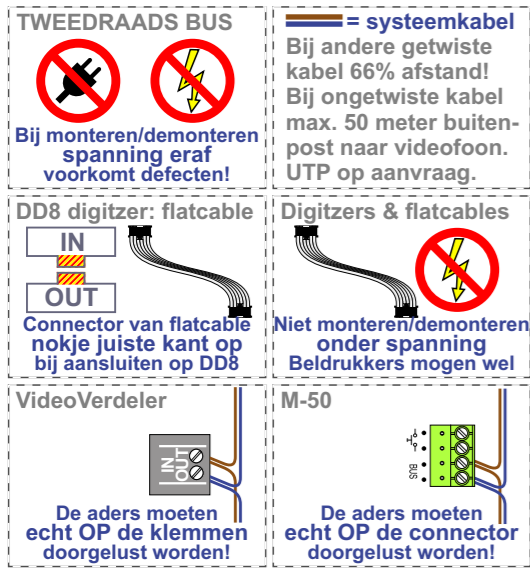 TWEEDRAADS BUS
Bij monteren/demonteren
spanning eraf
voorkomt defecten!
= systeemkabel
Bij andere getwiste
kabel 66% afstand!
Bij ongetwiste kabel
max. 50 meter buiten-
post naar videofoon.
UTP op aanvraag.
DD8 digitzer: flatcable
IN
OUT
Connector van flatcable
nokje juiste kant op
bij aansluiten op DD8
Digitzers & flatcables
Niet monteren/demonteren
onder spanning
Beldrukkers mogen wel
VideoVerdeler
IN
OUT
De aders moeten
echt OP de klemmen
doorgelust worden!
M-50
BUS
De aders moeten
echt OP de connector
doorgelust worden!